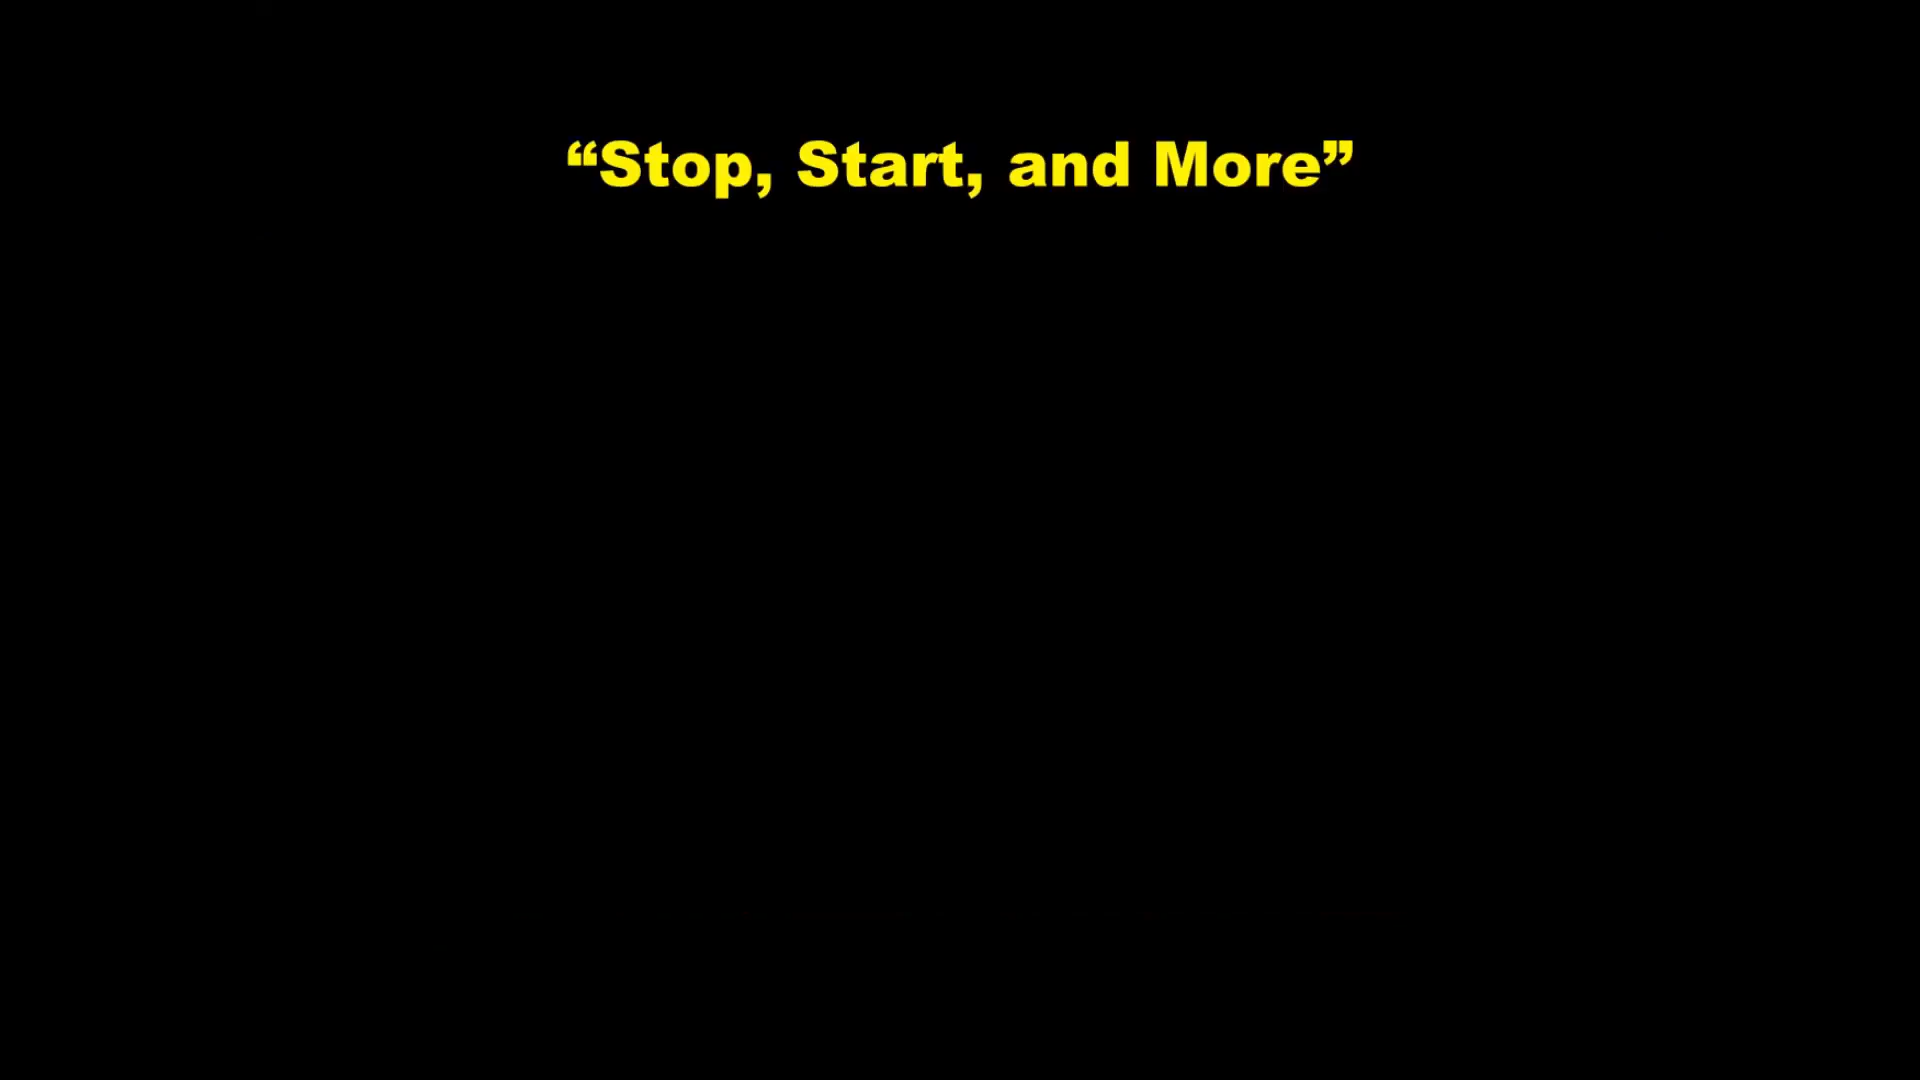 “Stop, Start, and More”